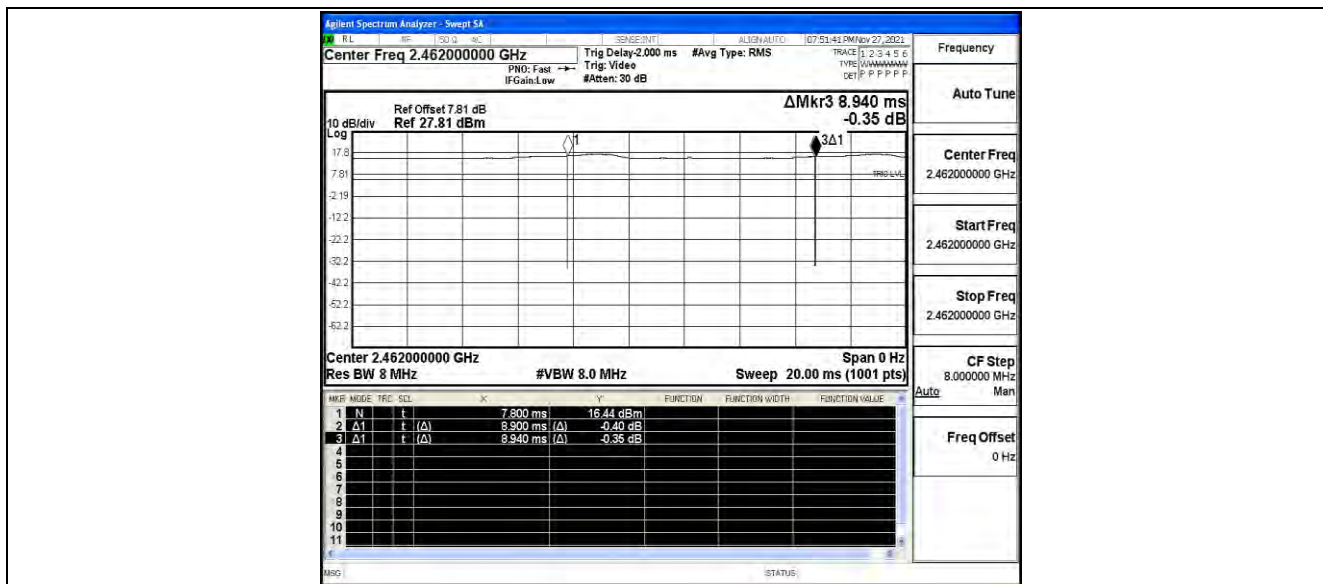 Agilent Spectrum Analyzer - Swept SA
RL RF 50 Ω AC SENSE:INT ALIGNAUTO 07:51:41 PM Nov 27, 2021
Center Freq 2.462000000 GHz
PNO: Fast
IFGain:Low
Trig Delay-2.000 ms
Trig: Video
#Atten: 30 dB
#Avg Type: RMS
TRACE 1 2 3 4 5 6
TYPE
DET P P P P P P
Ref Offset 7.81 dB
10 dB/div Ref 27.81 dBm
ΔMkr3 8.940 ms
-0.35 dB
Log
1
3Δ1
17.8
7.81
TRIG LVL
-2.19
-12.2
-22.2
-32.2
-42.2
-52.2
-62.2
Center 2.462000000 GHz Span 0 Hz
Res BW 8 MHz #VBW 8.0 MHz Sweep 20.00 ms (1001 pts)
MKR MODE TRC SCL X Y FUNCTION FUNCTION WIDTH FUNCTION VALUE
1 N t 7.800 ms 16.44 dBm
2 Δ1 t (Δ) 8.900 ms (Δ) -0.40 dB
3 Δ1 t (Δ) 8.940 ms (Δ) -0.35 dB
4
5
6
7
8
9
10
11
MSG STATUS
Frequency
Auto Tune
Center Freq
2.462000000 GHz
Start Freq
2.462000000 GHz
Stop Freq
2.462000000 GHz
CF Step
8.000000 MHz
Auto Man
Freq Offset
0 Hz